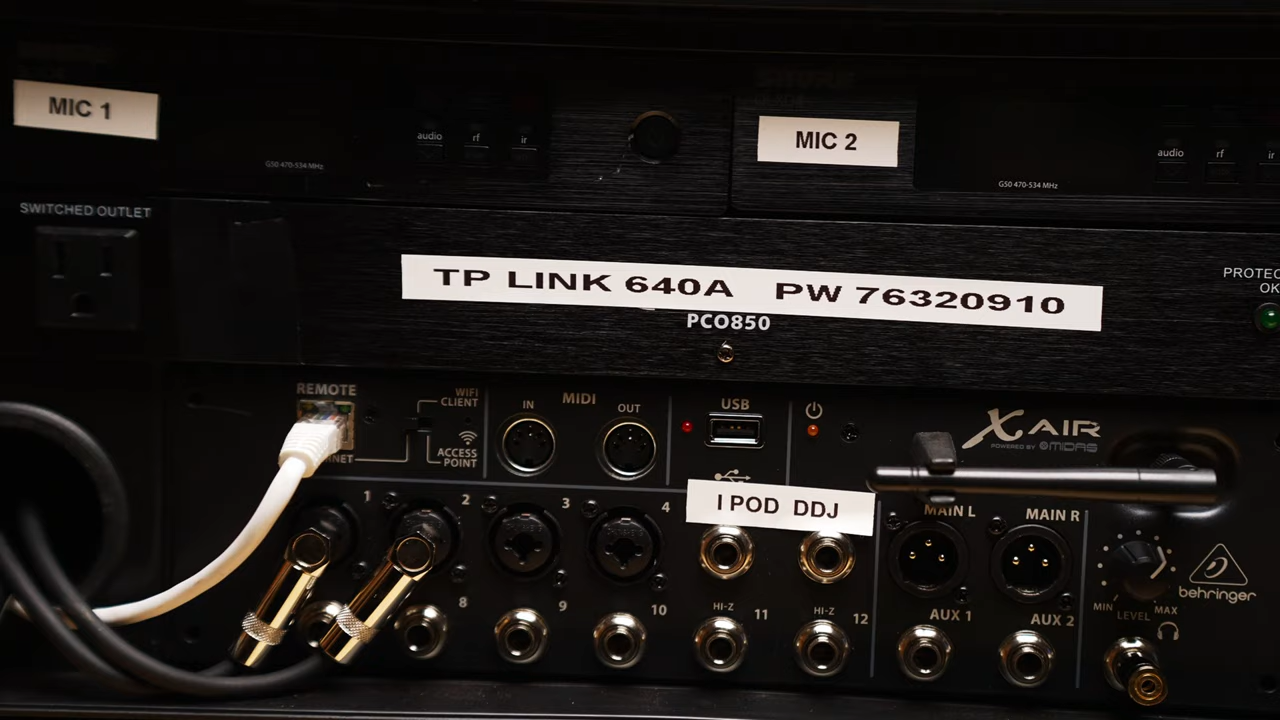 MIC 1
audio rf ir
G50 470-534 MHz
MIC 2
audio rf ir
G50 470-534 MHz
SWITCHED OUTLET
TP LINK 640A PW 76320910
PCO850
OK
REMOTE
WIFI CLIENT
ACCESS POINT
MIDI
IN
OUT
USB
X AIR
POWERED BY MIDAS
I POD DDJ
1
2
3
4
MAIN L
MAIN R
8
9
10
HI-Z
11
HI-Z
12
AUX 1
AUX 2
MIN
MAX
LEVEL
behringer